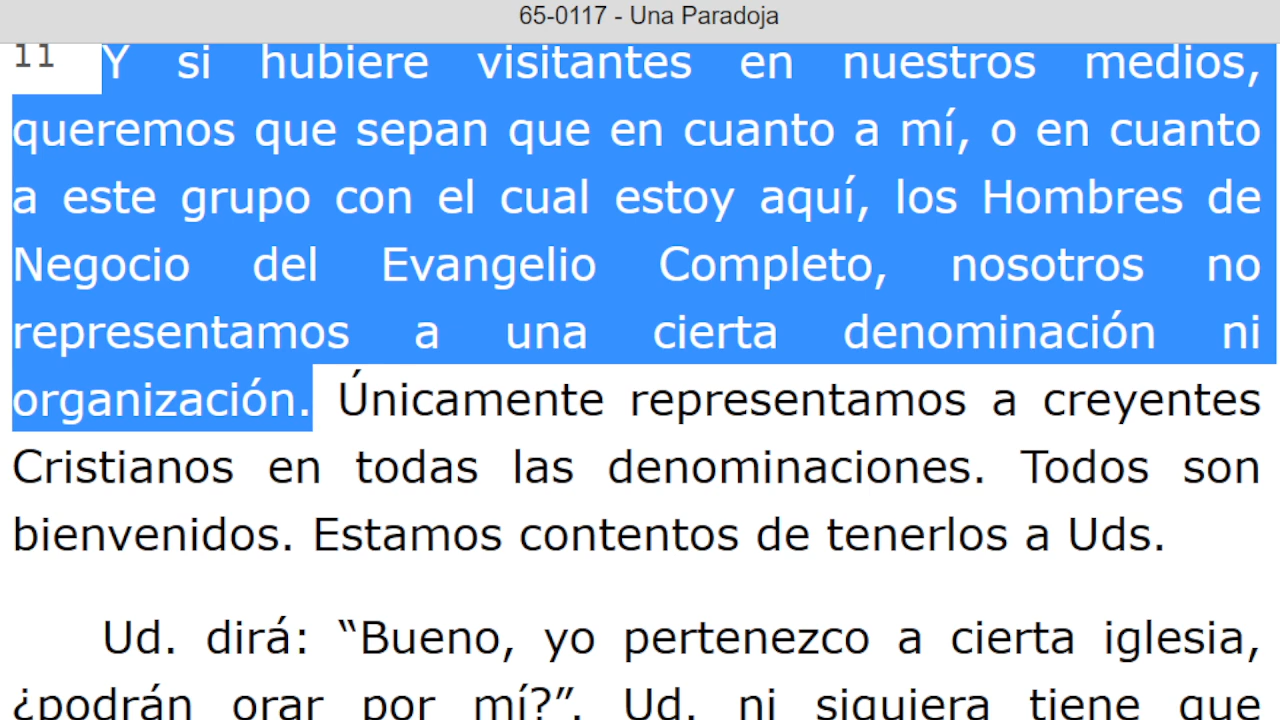 65-0117 - Una Paradoja
11 Y si hubiere visitantes en nuestros medios,
queremos que sepan que en cuanto a mí, o en cuanto
a este grupo con el cual estoy aquí, los Hombres de
Negocio del Evangelio Completo, nosotros no
representamos a una cierta denominación ni
organización. Únicamente representamos a creyentes
Cristianos en todas las denominaciones. Todos son
bienvenidos. Estamos contentos de tenerlos a Uds.
Ud. dirá: “Bueno, yo pertenezco a cierta iglesia,
¿podrán orar por mí?”. Ud. ni siquiera tiene que